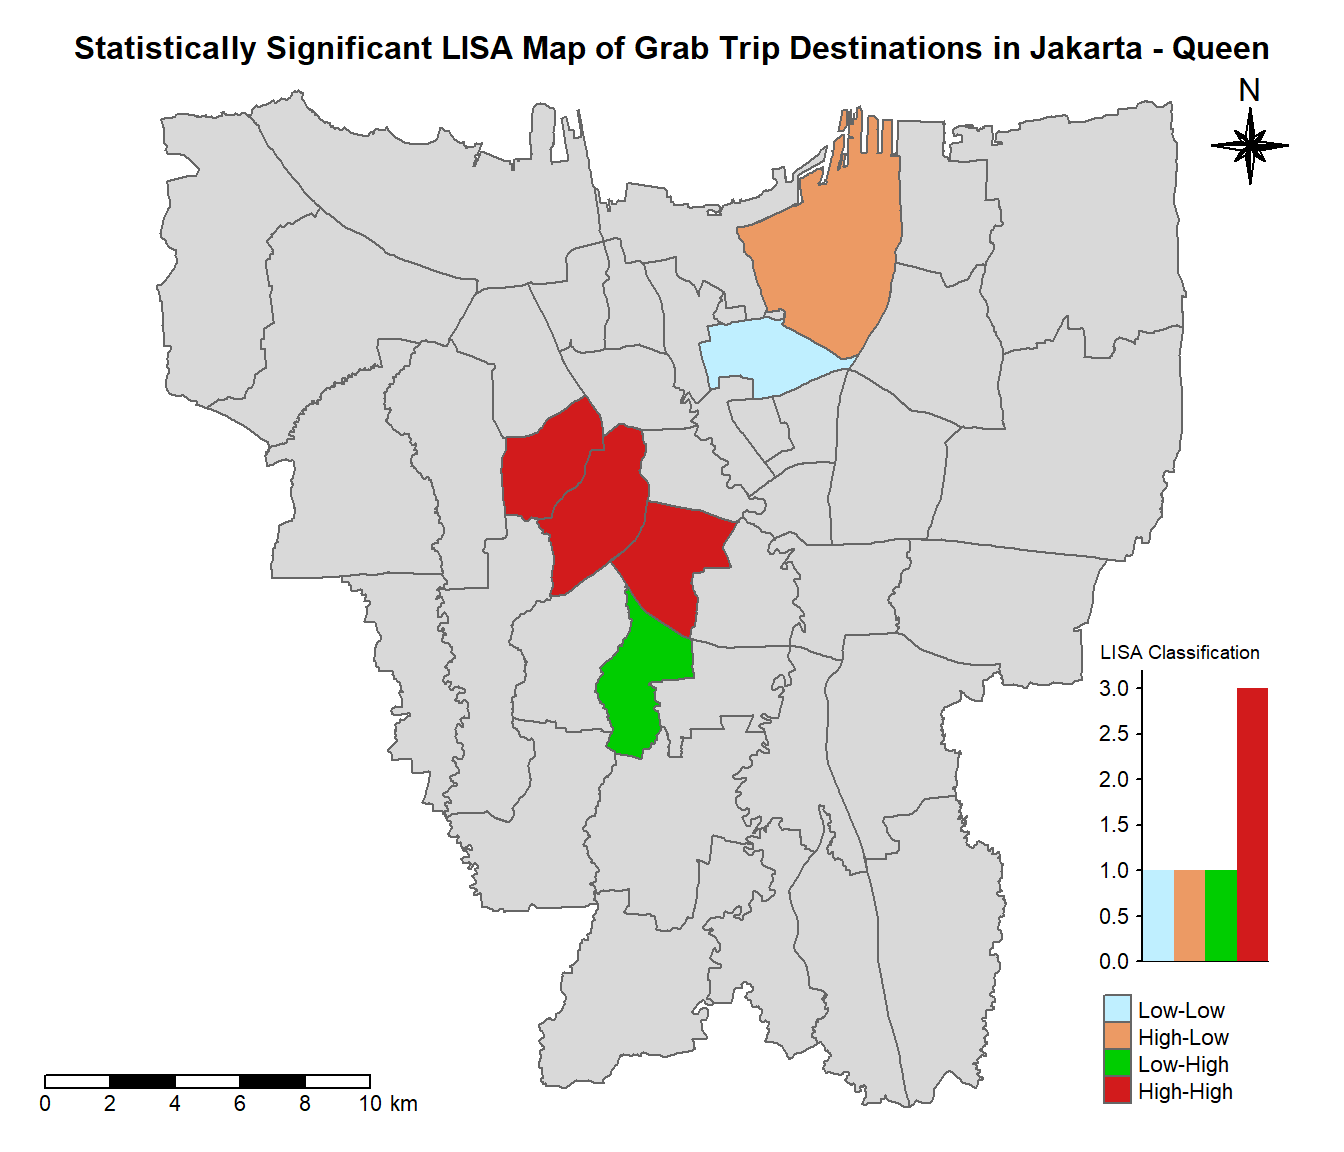 Statistically Significant LISA Map of Grab Trip Destinations in Jakarta - Queen
N
LISA Classification
3.0
2.5
2.0
1.5
1.0
0.5
0.0
Low-Low
High-Low
Low-High
High-High
0 2 4 6 8 10 km